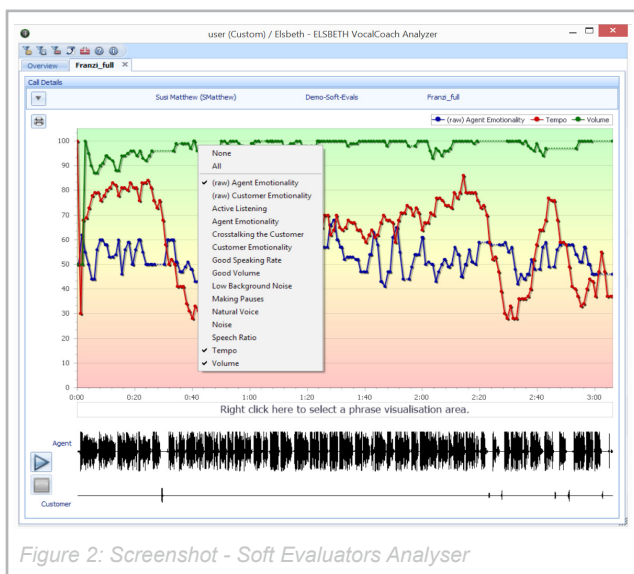 user (Custom) / Elsbeth - ELSBETH VocalCoach Analyzer
Overview Franzi_full
Call Details
Susi Matthew (SMatthew) Demo-Soft-Evals Franzi_full
(raw) Agent Emotionality Tempo Volume
100
90
80
70
60
50
40
30
20
10
0
None
All
(raw) Agent Emotionality
(raw) Customer Emotionality
Active Listening
Agent Emotionality
Crosstalking the Customer
Customer Emotionality
Good Speaking Rate
Good Volume
Low Background Noise
Making Pauses
Natural Voice
Noise
Speech Ratio
Tempo
Volume
0:00 0:20 0:40 1:00 1:20 1:40 2:00 2:20 2:40 3:00
Right click here to select a phrase visualisation area.
Agent
Customer
Figure 2: Screenshot - Soft Evaluators Analyser